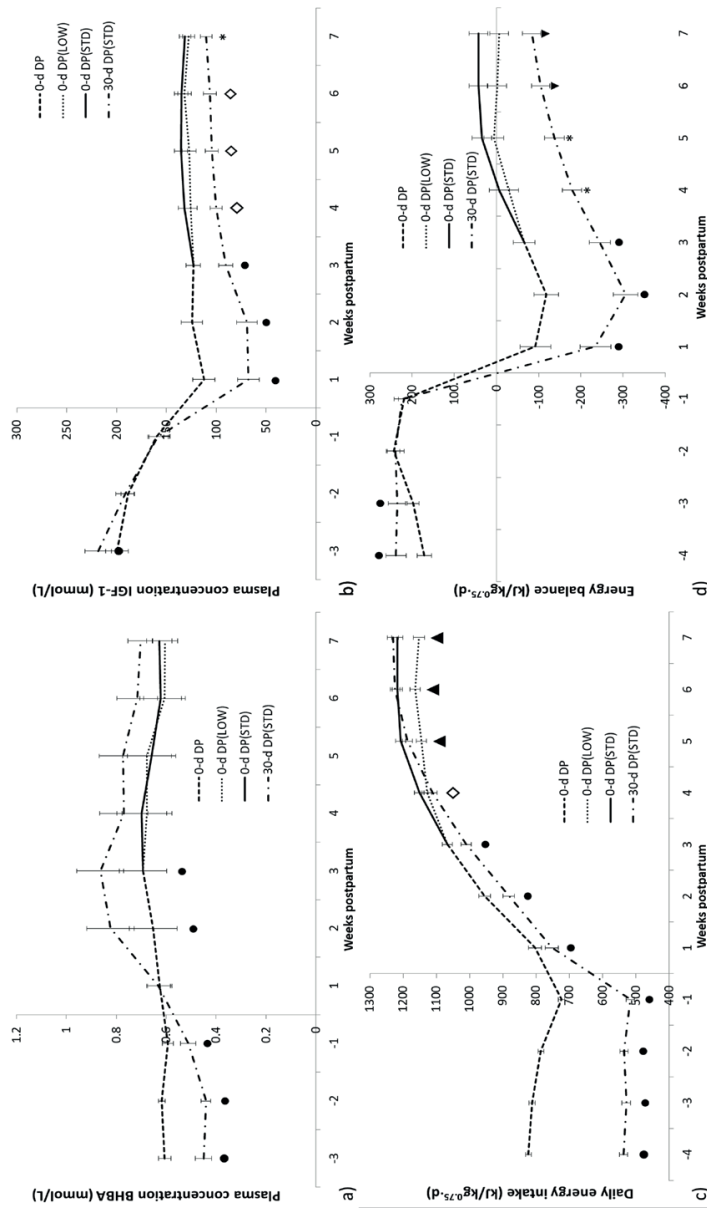 Plasma concentration BHBA (mmol/L)
1.2
1
0.8
0.6
0.4
0.2
0
-3 -2 -1 1 2 3 4 5 6 7
Weeks postpartum
0-d DP
0-d DP(LOW)
0-d DP(STD)
30-d DP(STD)
a)
Plasma concentration IGF-1 (mmol/L)
300
250
200
150
100
50
0
-3 -2 -1 1 2 3 4 5 6 7
Weeks postpartum
0-d DP
0-d DP(LOW)
0-d DP(STD)
30-d DP(STD)
*
b)
Daily energy intake (kJ/kg⁰·⁷⁵·d)
1300
1200
1100
1000
900
800
700
600
500
400
-4 -3 -2 -1 1 2 3 4 5 6 7
Weeks postpartum
0-d DP
0-d DP(LOW)
0-d DP(STD)
30-d DP(STD)
c)
Energy balance (kJ/kg⁰·⁷⁵·d)
300
200
100
0
-100
-200
-300
-400
-4 -3 -2 -1 1 2 3 4 5 6 7
Weeks postpartum
0-d DP
0-d DP(LOW)
0-d DP(STD)
30-d DP(STD)
* *
d)